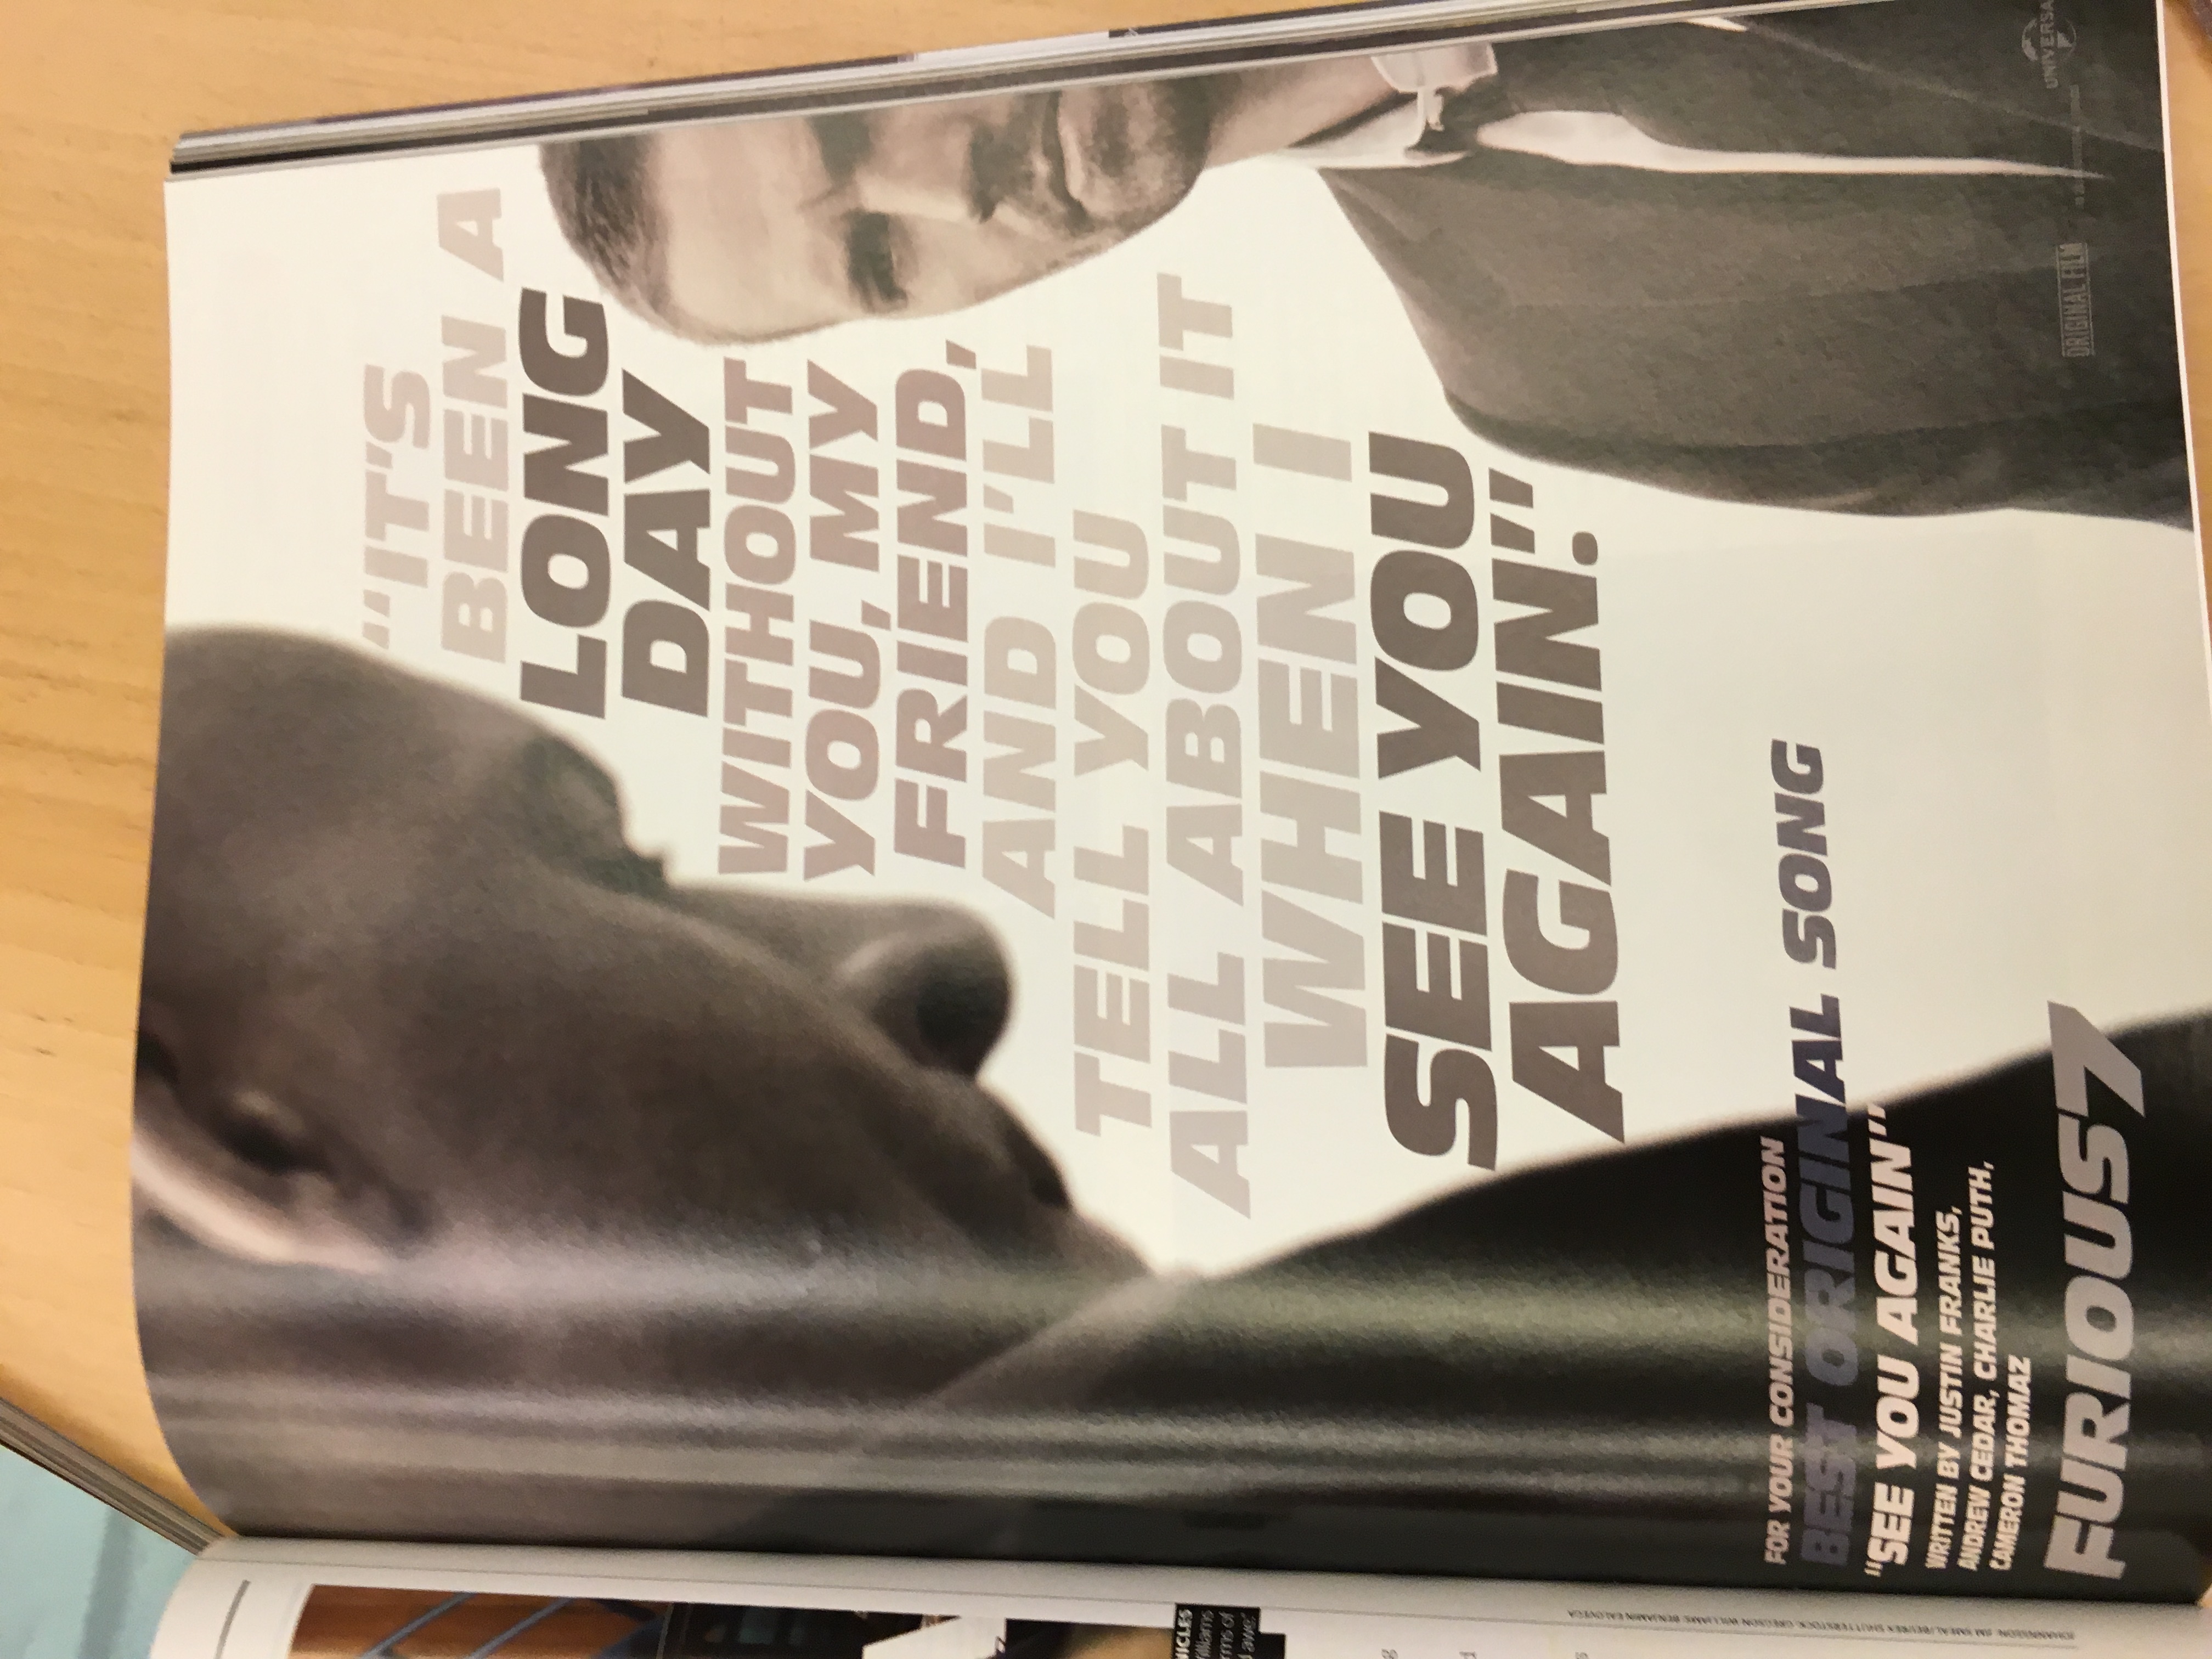 "IT'S
BEEN A
LONG
DAY
WITHOUT
YOU, MY
FRIEND,
AND I'LL
TELL YOU
ALL ABOUT IT
WHEN I
SEE YOU
AGAIN."
FOR YOUR CONSIDERATION
BEST ORIGINAL SONG
"SEE YOU AGAIN"
WRITTEN BY JUSTIN FRANKS,
ANDREW CEDAR, CHARLIE PUTH,
CAMERON THOMAZ
FURIOUS7
ORIGINAL FILM
UNIVERSA
NICLES
Williams
rms of
d awe."